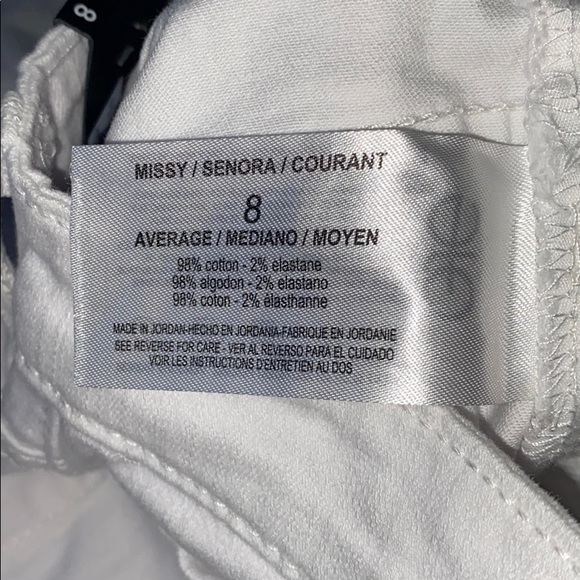 8
MISSY / SENORA / COURANT
8
AVERAGE / MEDIANO / MOYEN
98% cotton - 2% elastane
98% algodon - 2% elastano
98% coton - 2% élasthanne
MADE IN JORDAN-HECHO EN JORDANIA-FABRIQUE EN JORDANIE
SEE REVERSE FOR CARE - VER AL REVERSO PARA EL CUIDADO
VOIR LES INSTRUCTIONS D'ENTRETIEN AU DOS